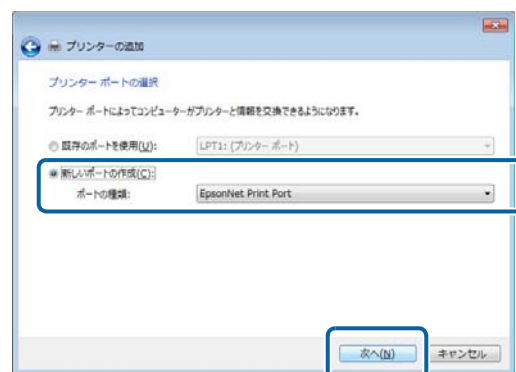 プリンターの追加
プリンター ポートの選択
プリンター ポートによってコンピューターがプリンターと情報を交換できるようになります。
既存のポートを使用(U): LPT1: (プリンター ポート)
新しいポートの作成(C):
ポートの種類: EpsonNet Print Port
次へ(N) キャンセル